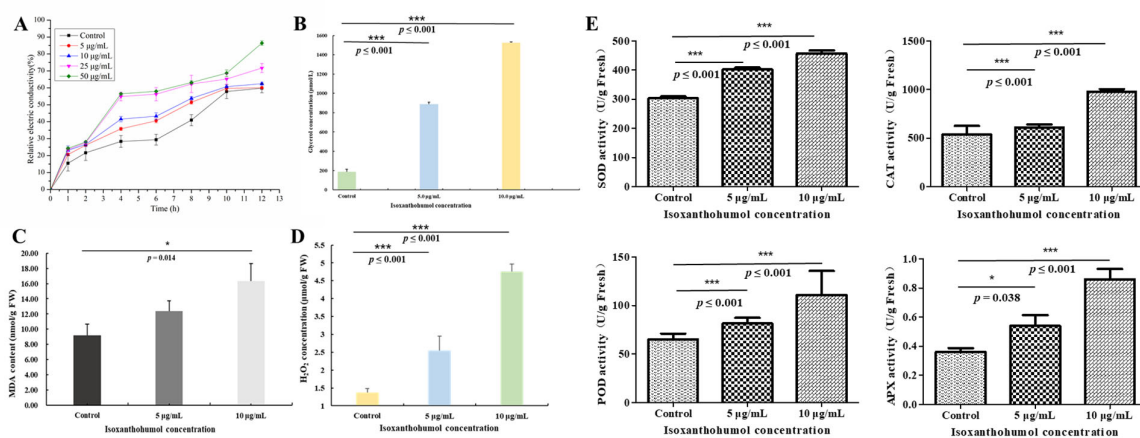 A
Control
5 μg/mL
10 μg/mL
25 μg/mL
50 μg/mL
Relative electric conductivity(%)
100
90
80
70
60
50
40
30
20
10
0
0 1 2 3 4 5 6 7 8 9 10 11 12 13
Time (h)
B
***
p ≤ 0.001
***
p ≤ 0.001
Glycerol concentration (μmol/L)
1600
1400
1200
1000
800
600
400
200
0
Control 5.0 μg/mL 10.0 μg/mL
Isoxanthohumol concentration
C
*
p = 0.014
MDA content (nmol/g FW)
20.00
18.00
16.00
14.00
12.00
10.00
8.00
6.00
4.00
2.00
0.00
Control 5 μg/mL 10 μg/mL
Isoxanthohumol concentration
D
***
p ≤ 0.001
***
p ≤ 0.001
H₂O₂ concentration (μmol/g FW)
5.5
5
4.5
4
3.5
3
2.5
2
1.5
1
Control 5 μg/mL 10 μg/mL
Isoxanthohumol concentration
E
***
p ≤ 0.001
***
p ≤ 0.001
SOD activity（U/g Fresh）
500
400
300
200
100
0
Control 5 μg/mL 10 μg/mL
Isoxanthohumol concentration
***
p ≤ 0.001
***
p ≤ 0.001
CAT activity（U/g Fresh）
1500
1000
500
0
Control 5 μg/mL 10 μg/mL
Isoxanthohumol concentration
***
p ≤ 0.001
***
p ≤ 0.001
POD activity（U/g Fresh）
150
100
50
0
Control 5 μg/mL 10 μg/mL
Isoxanthohumol concentration
***
p ≤ 0.001
*
p = 0.038
APX activity（U/g Fresh）
1.0
0.8
0.6
0.4
0.2
0.0
Control 5 μg/mL 10 μg/mL
Isoxanthohumol concentration